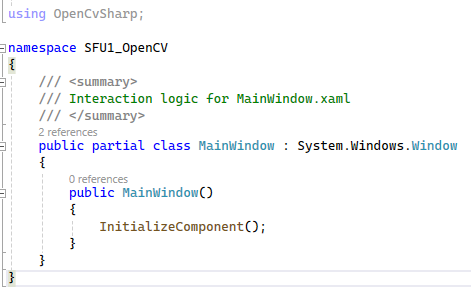 using OpenCvSharp;
namespace SFU1_OpenCV
{
/// <summary>
/// Interaction logic for MainWindow.xaml
/// </summary>
2 references
public partial class MainWindow : System.Windows.Window
{
0 references
public MainWindow()
{
InitializeComponent();
}
}
}